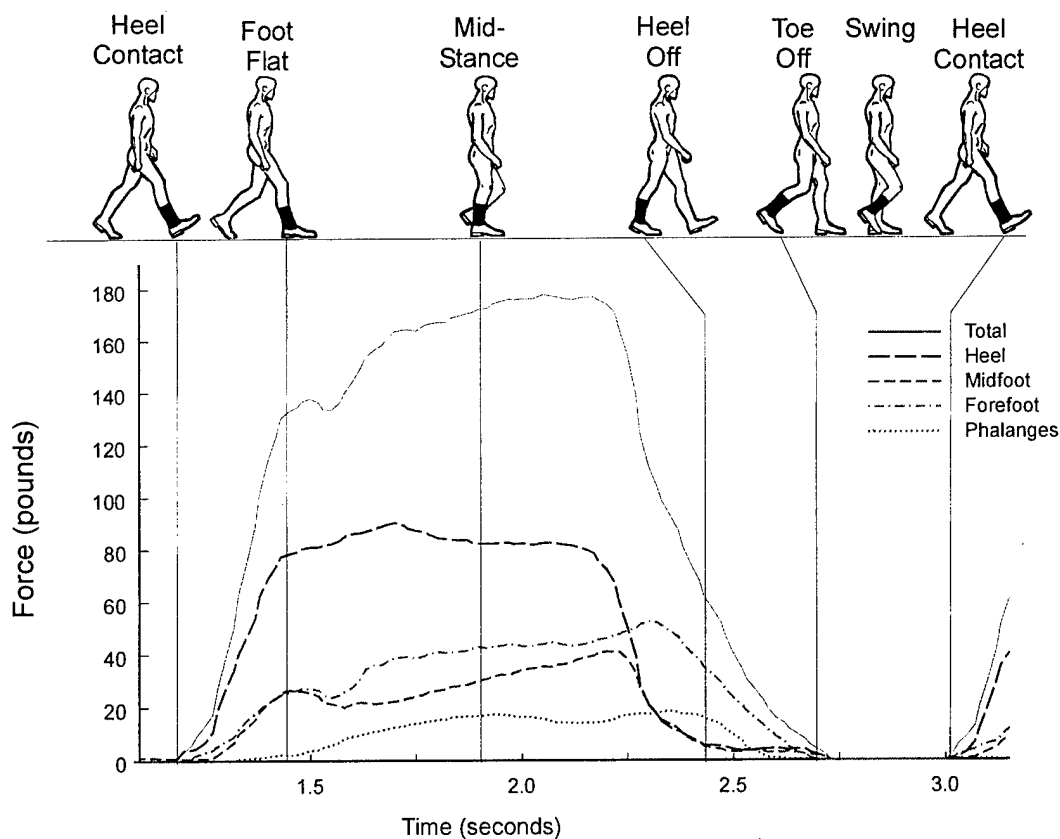 Heel
Contact
Foot
Flat
Mid-
Stance
Heel
Off
Toe
Off
Swing
Heel
Contact
180
160
140
120
100
80
60
40
20
0
Force (pounds)
Total
Heel
Midfoot
Forefoot
Phalanges
1.5
2.0
2.5
3.0
Time (seconds)